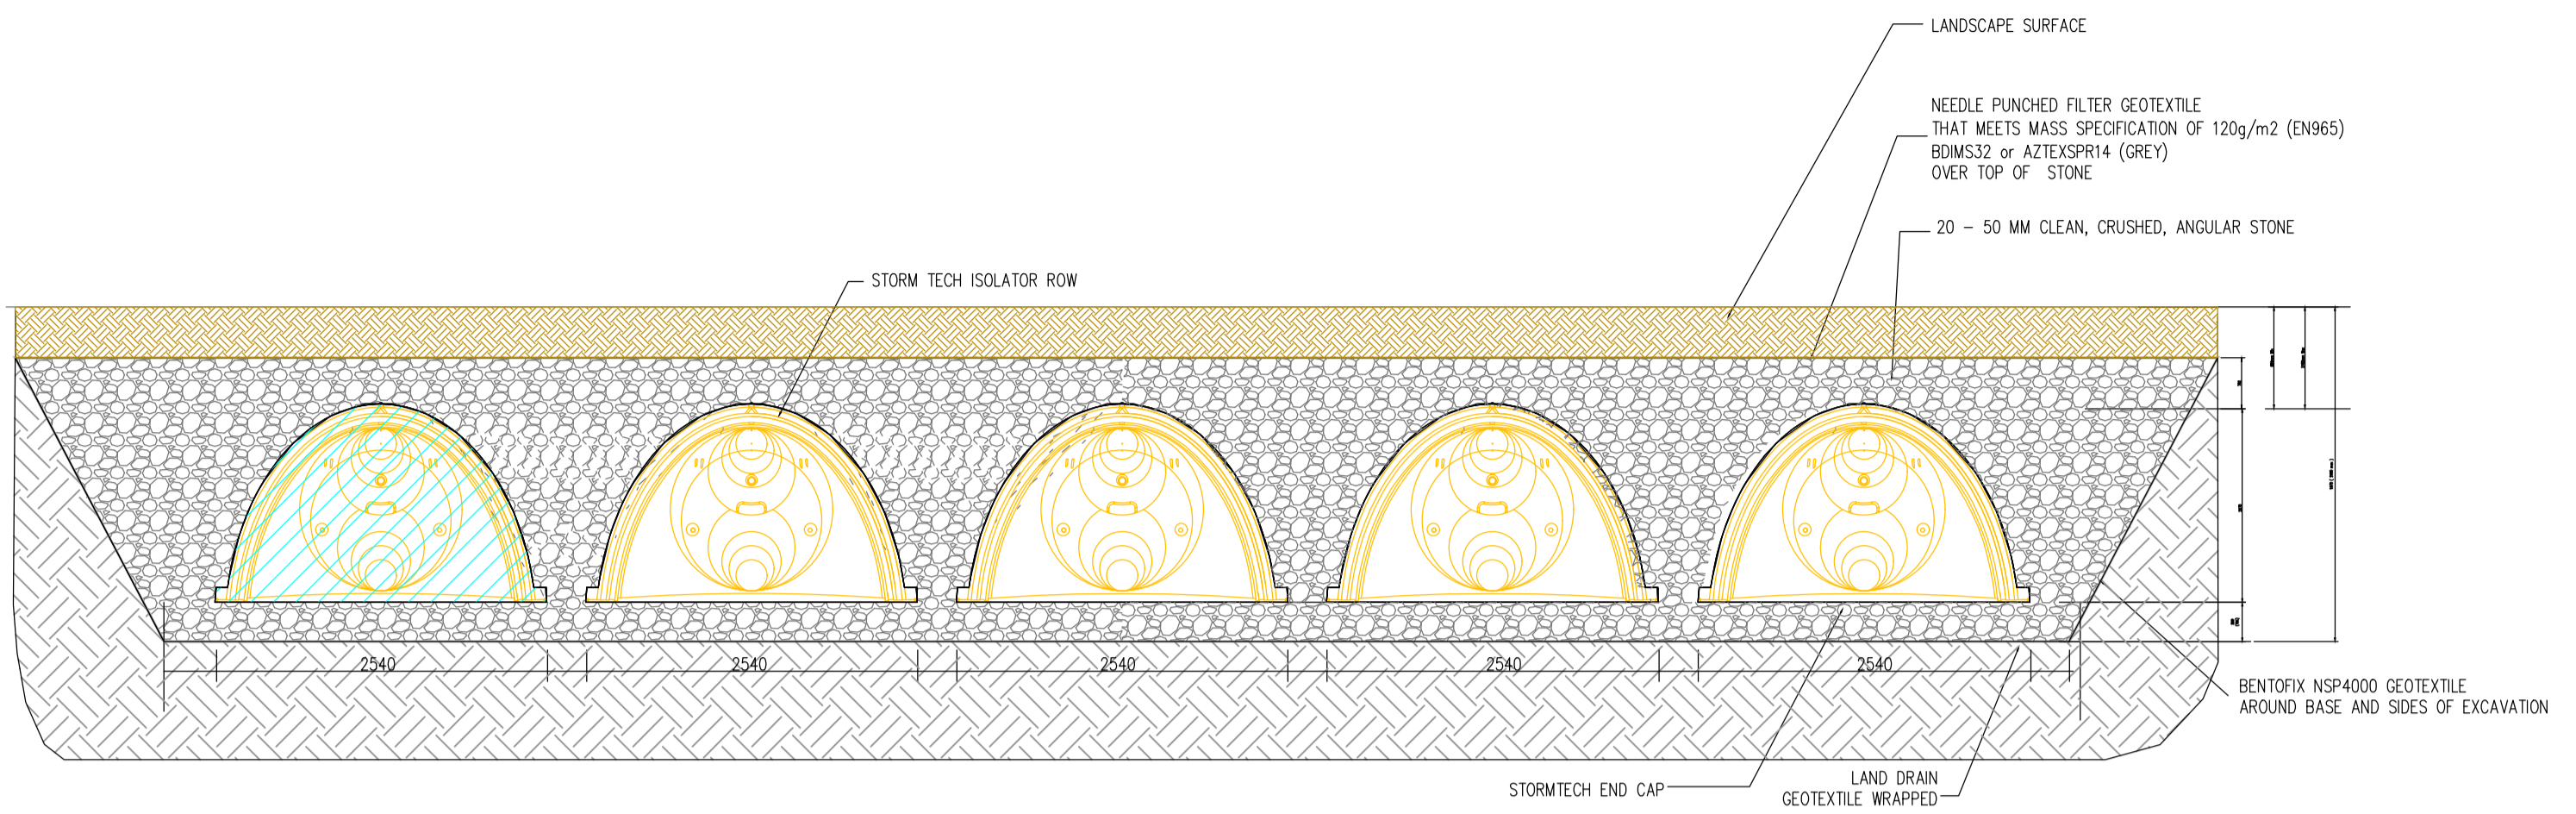 LANDSCAPE SURFACE
NEEDLE PUNCHED FILTER GEOTEXTILE
THAT MEETS MASS SPECIFICATION OF 120g/m2 (EN965)
BDIMS32 or AZTEXSPR14 (GREY)
OVER TOP OF STONE
20 - 50 MM CLEAN, CRUSHED, ANGULAR STONE
STORM TECH ISOLATOR ROW
2540
2540
2540
2540
2540
BENTOFIX NSP4000 GEOTEXTILE
AROUND BASE AND SIDES OF EXCAVATION
STORMTECH END CAP
LAND DRAIN
GEOTEXTILE WRAPPED